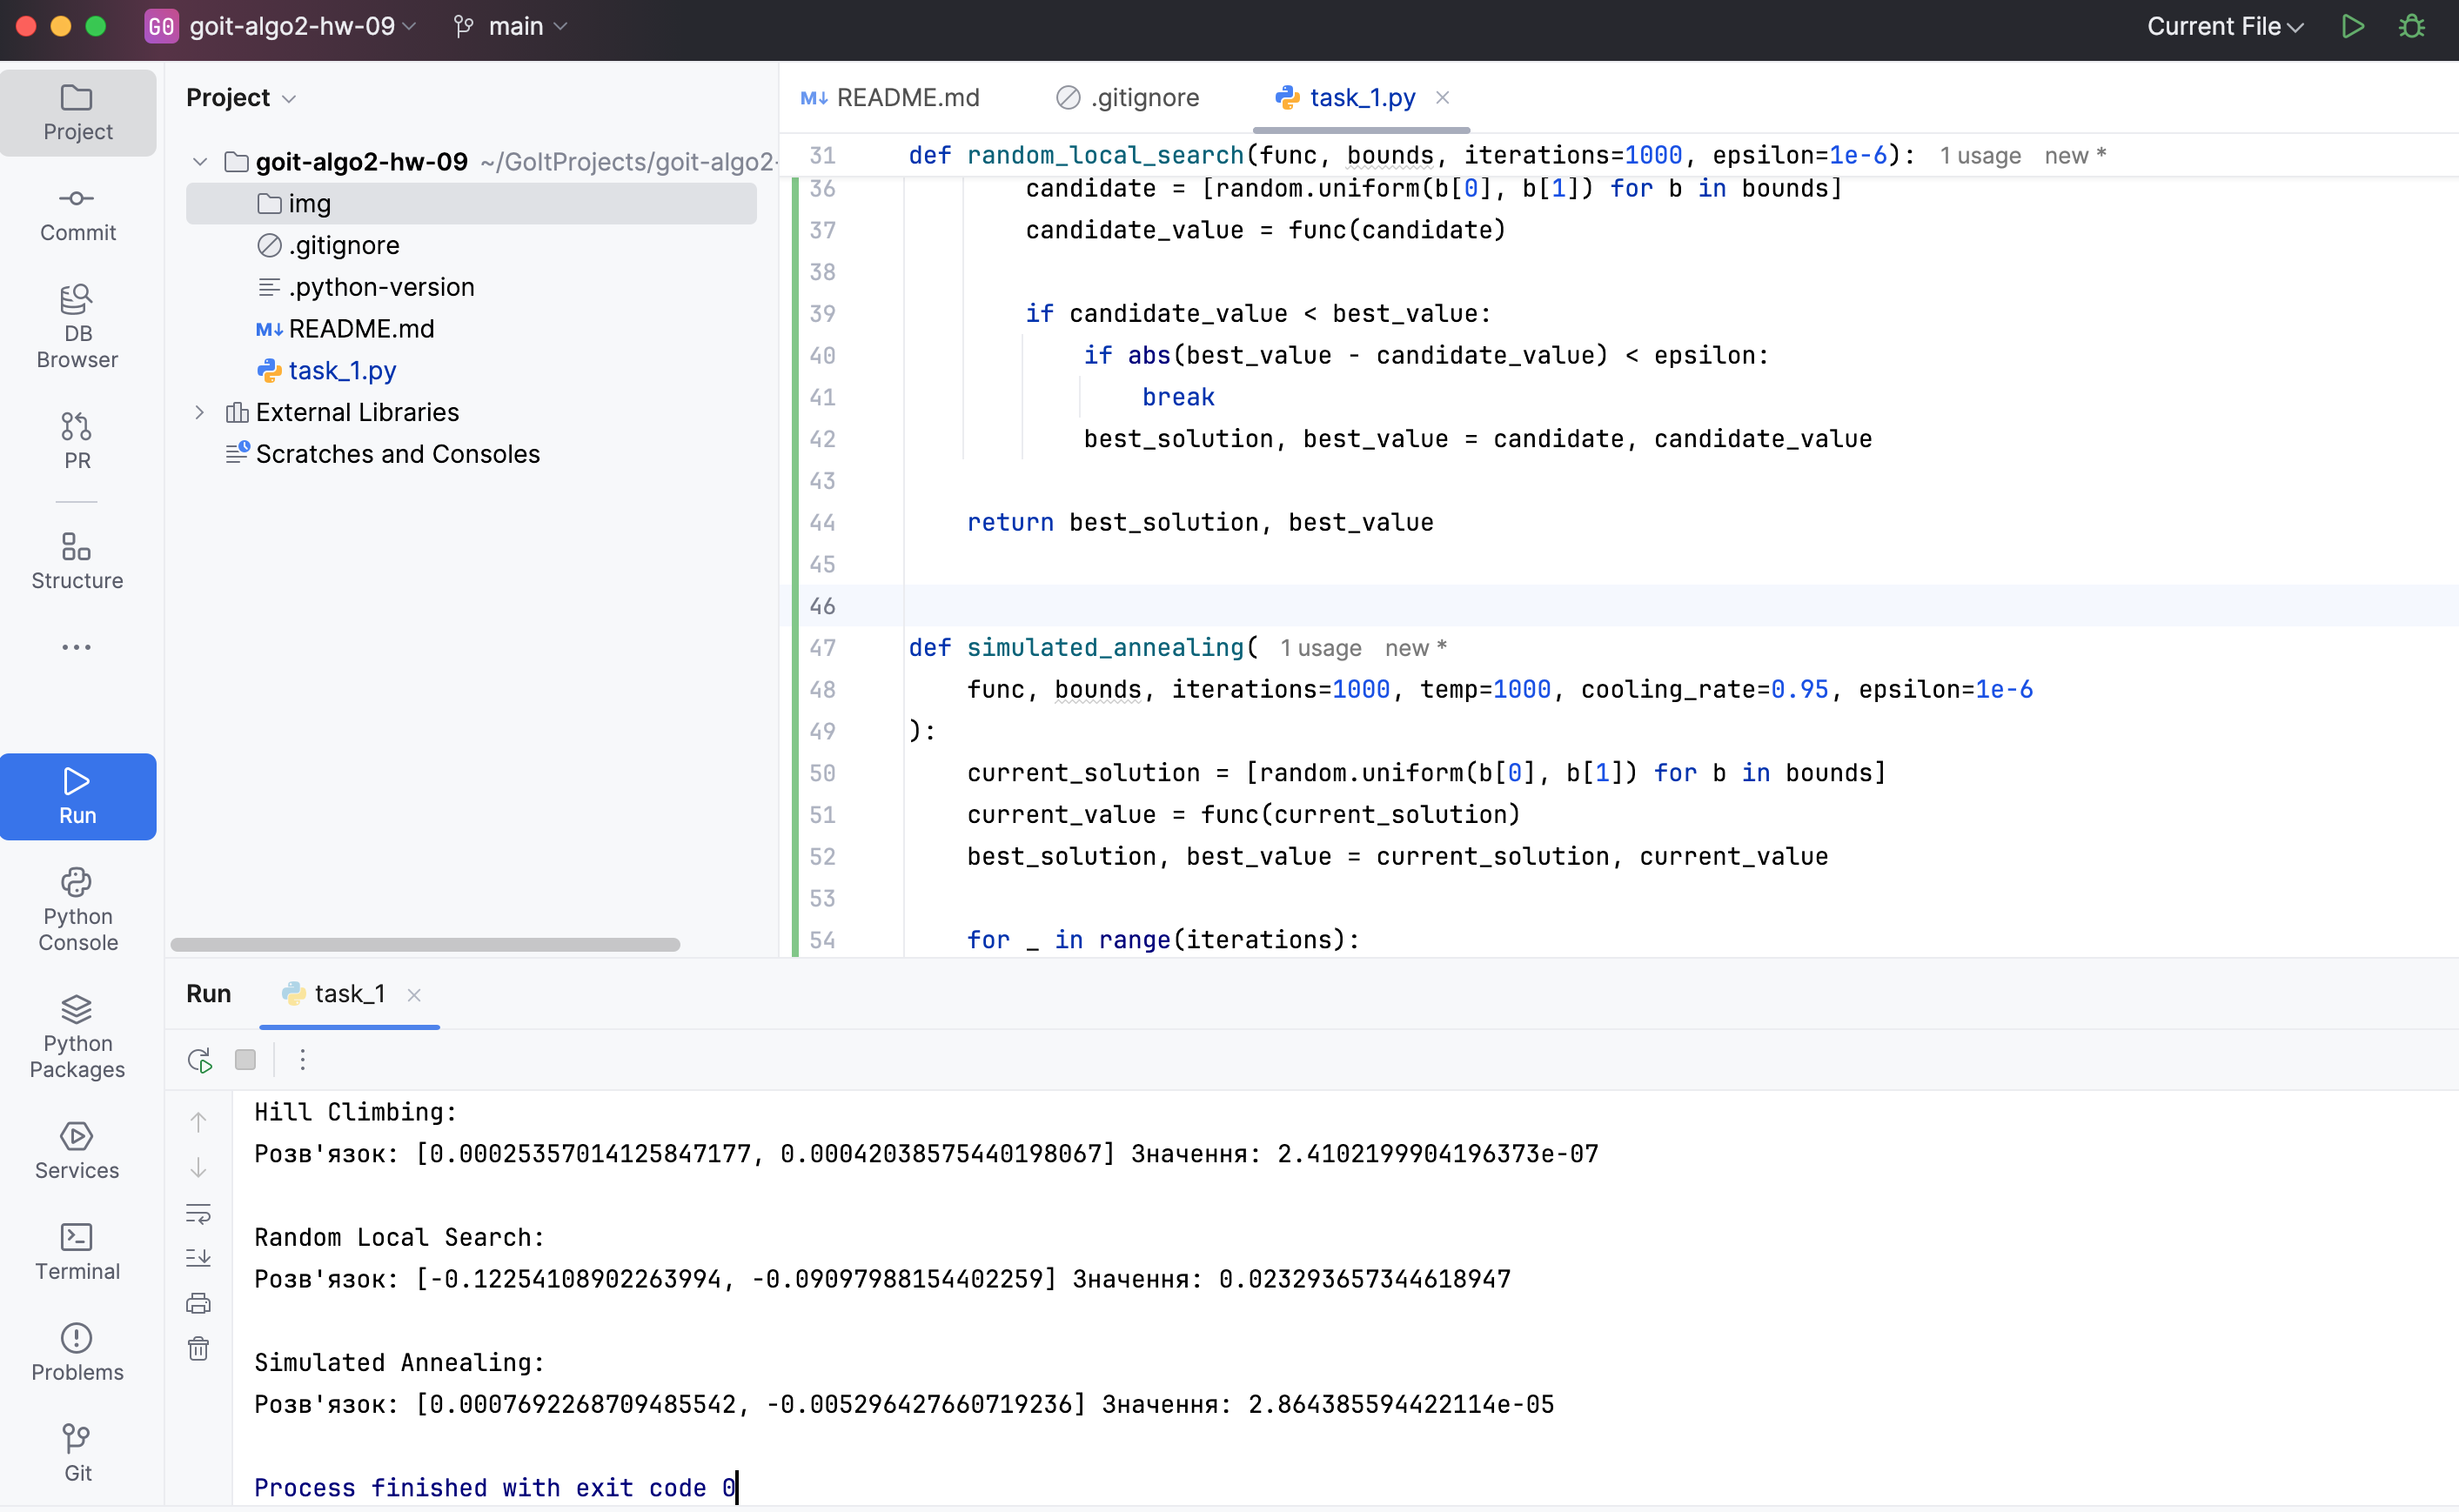 GO goit-algo2-hw-09 main Current File
Project
Commit
DB
Browser
PR
Structure
Run
Python
Console
Python
Packages
Services
Terminal
Problems
Git
Project
goit-algo2-hw-09 ~/GoItProjects/goit-algo2-
img
.gitignore
.python-version
M↓ README.md
task_1.py
External Libraries
Scratches and Consoles
M↓ README.md .gitignore task_1.py
31 def random_local_search(func, bounds, iterations=1000, epsilon=1e-6): 1 usage new *
36 candidate = [random.uniform(b[0], b[1]) for b in bounds]
37 candidate_value = func(candidate)
38
39 if candidate_value < best_value:
40 if abs(best_value - candidate_value) < epsilon:
41 break
42 best_solution, best_value = candidate, candidate_value
43
44 return best_solution, best_value
45
46
47 def simulated_annealing( 1 usage new *
48 func, bounds, iterations=1000, temp=1000, cooling_rate=0.95, epsilon=1e-6
49 ):
50 current_solution = [random.uniform(b[0], b[1]) for b in bounds]
51 current_value = func(current_solution)
52 best_solution, best_value = current_solution, current_value
53
54 for _ in range(iterations):
Run task_1
Hill Climbing:
Розв'язок: [0.00025357014125847177, 0.00042038575440198067] Значення: 2.4102199904196373e-07
Random Local Search:
Розв'язок: [-0.12254108902263994, -0.09097988154402259] Значення: 0.023293657344618947
Simulated Annealing:
Розв'язок: [0.0007692268709485542, -0.005296427660719236] Значення: 2.864385594422114e-05
Process finished with exit code 0